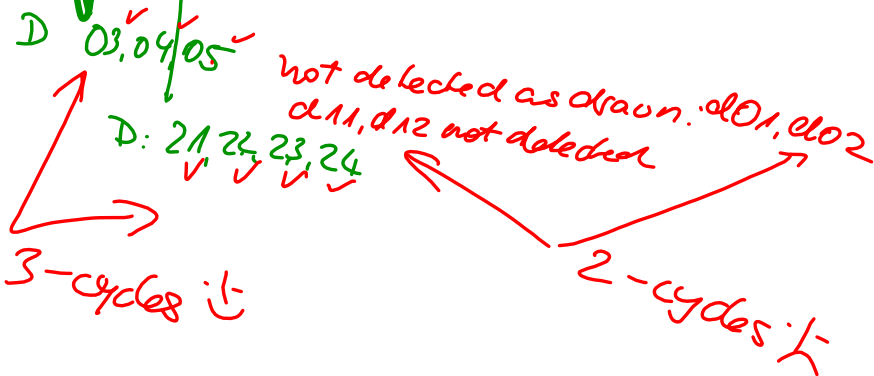 D 03, 04, 05
not detected as drawn: d01, d02
d11, d12 not detected
D: 21, 22, 23, 24
3-cycles :-)
2-cycles :-(